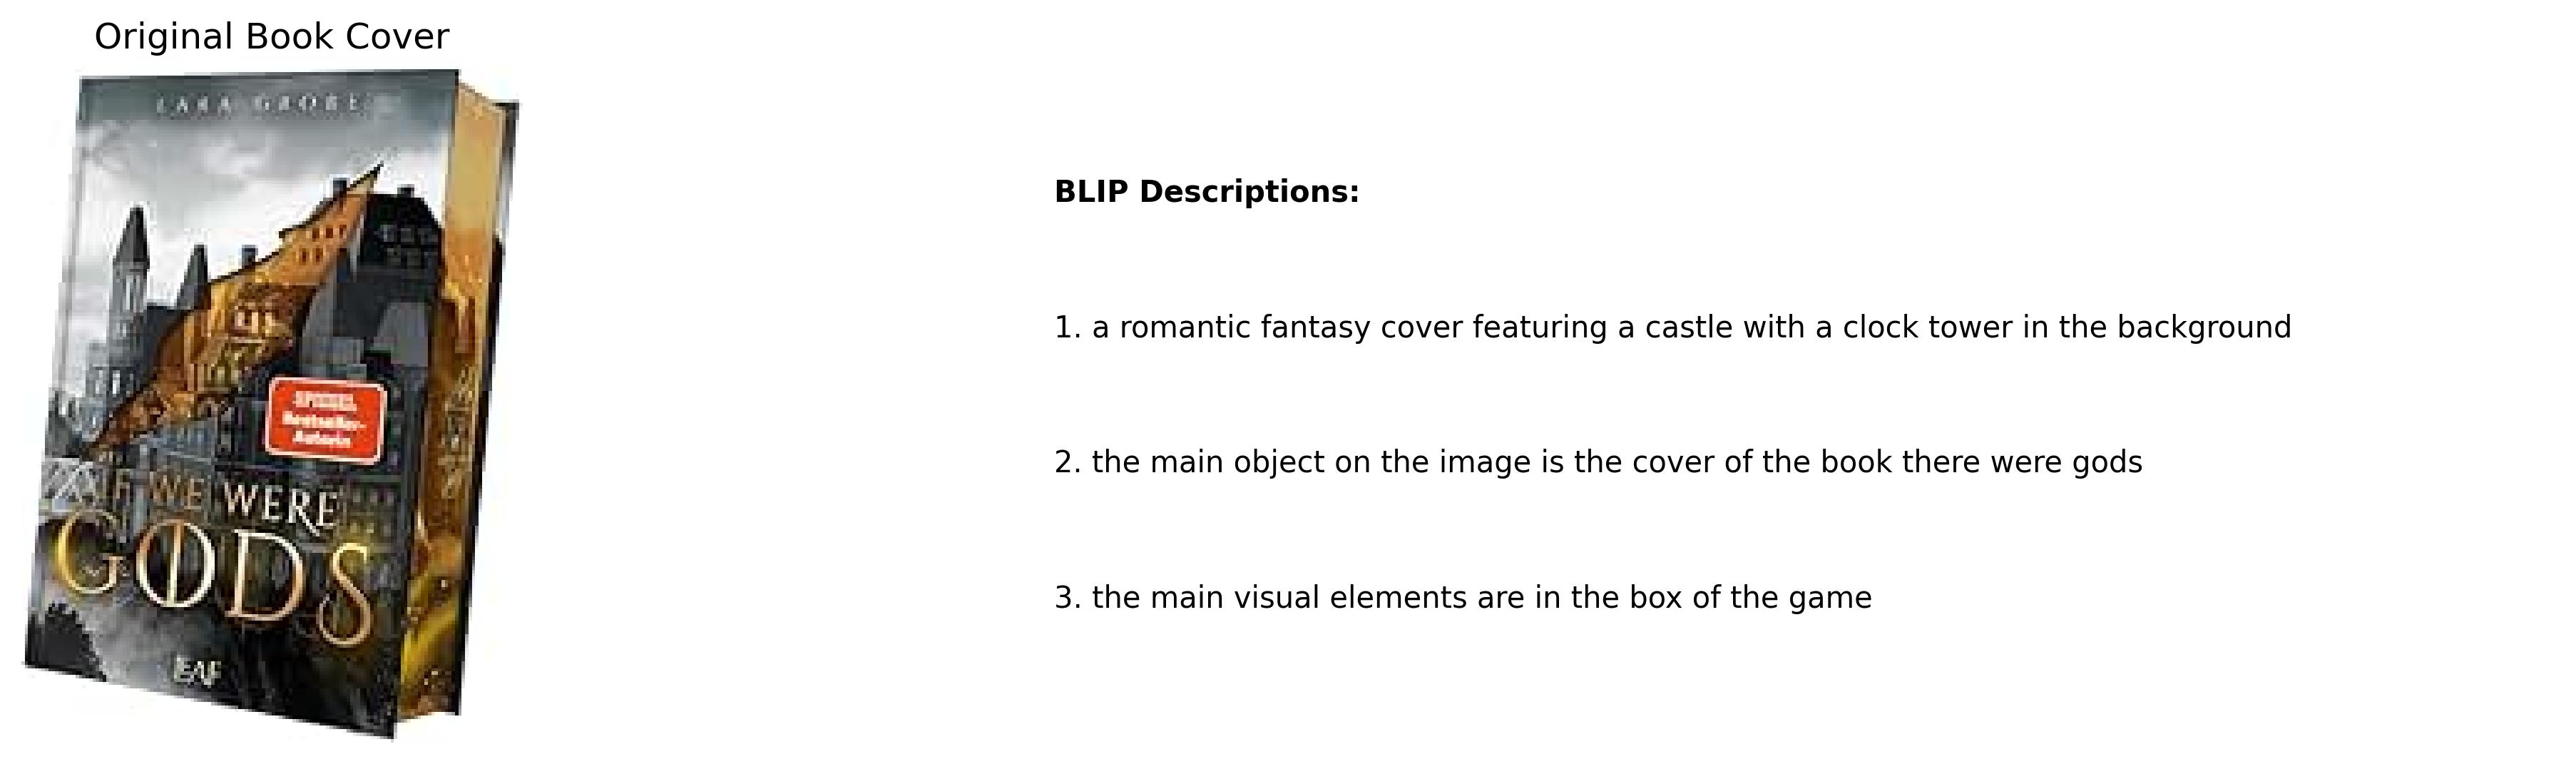 Original Book Cover
LARA GROBE
SPIEGEL
Bestseller-
Autorin
IF WE WERE
GODS
LEAF
BLIP Descriptions:
1. a romantic fantasy cover featuring a castle with a clock tower in the background
2. the main object on the image is the cover of the book there were gods
3. the main visual elements are in the box of the game